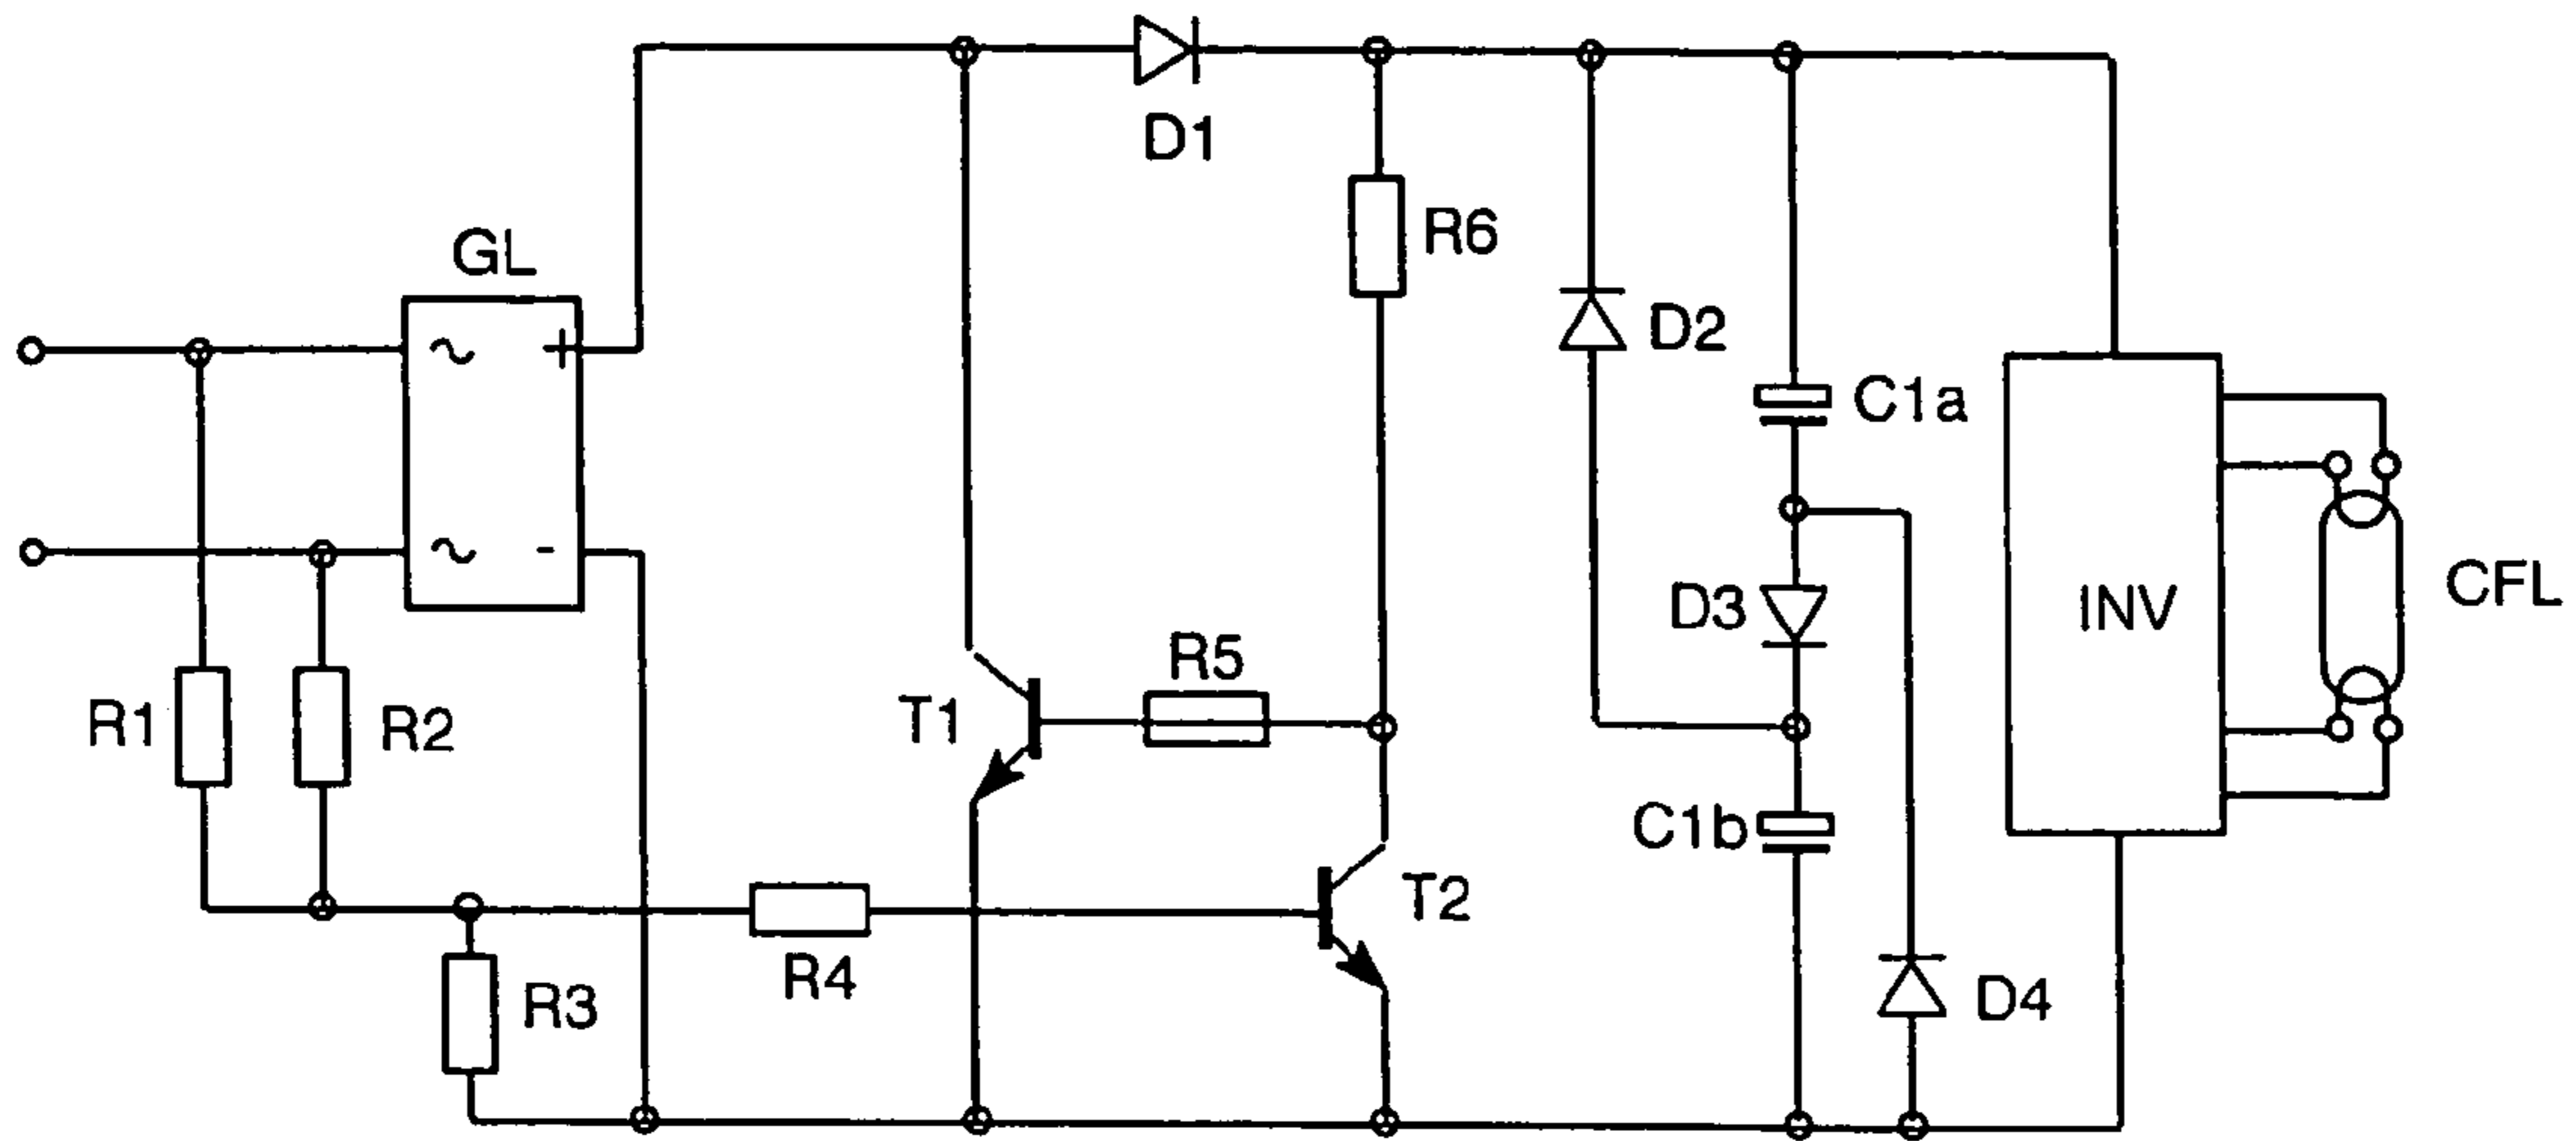 D1
GL
R6
~
+
D2
C1a
~
-
D3
INV
CFL
R5
T1
R1
R2
C1b
T2
R4
R3
D4